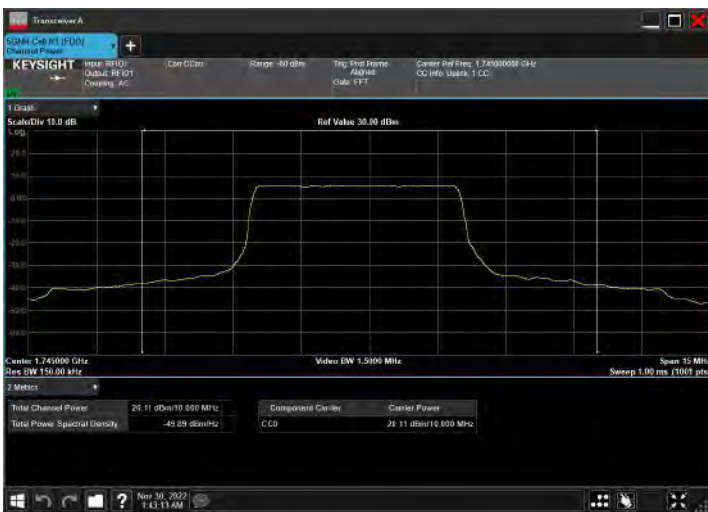 Transceiver A
5GNR Cell N1 (FDD)
Channel Power
KEYSIGHT
Input: RFIO1
Output: RFIO1
Coupling: AC
Corr CCorr
Trig: Prot Frame
Aligned
Gate: FFT
Carrier Ref Freq: 1.745000000 GHz
CC Info: Uplink, 1 CC
1 Graph
Scale/Div 10.0 dB
Ref Value 30.00 dBm
Log
Center 1.745000 GHz
Video BW 1.5000 MHz
Span 15 MHz
Res BW 150.00 kHz
Sweep 1.00 ms (1001 pts
2 Metrics
Total Channel Power
20.11 dBm/10.000 MHz
Total Power Spectral Density
-49.89 dBm/Hz
Component Carrier
Carrier Power
CC0
20.11 dBm/10.000 MHz
?
Nov 30, 2022
1:43:13 AM